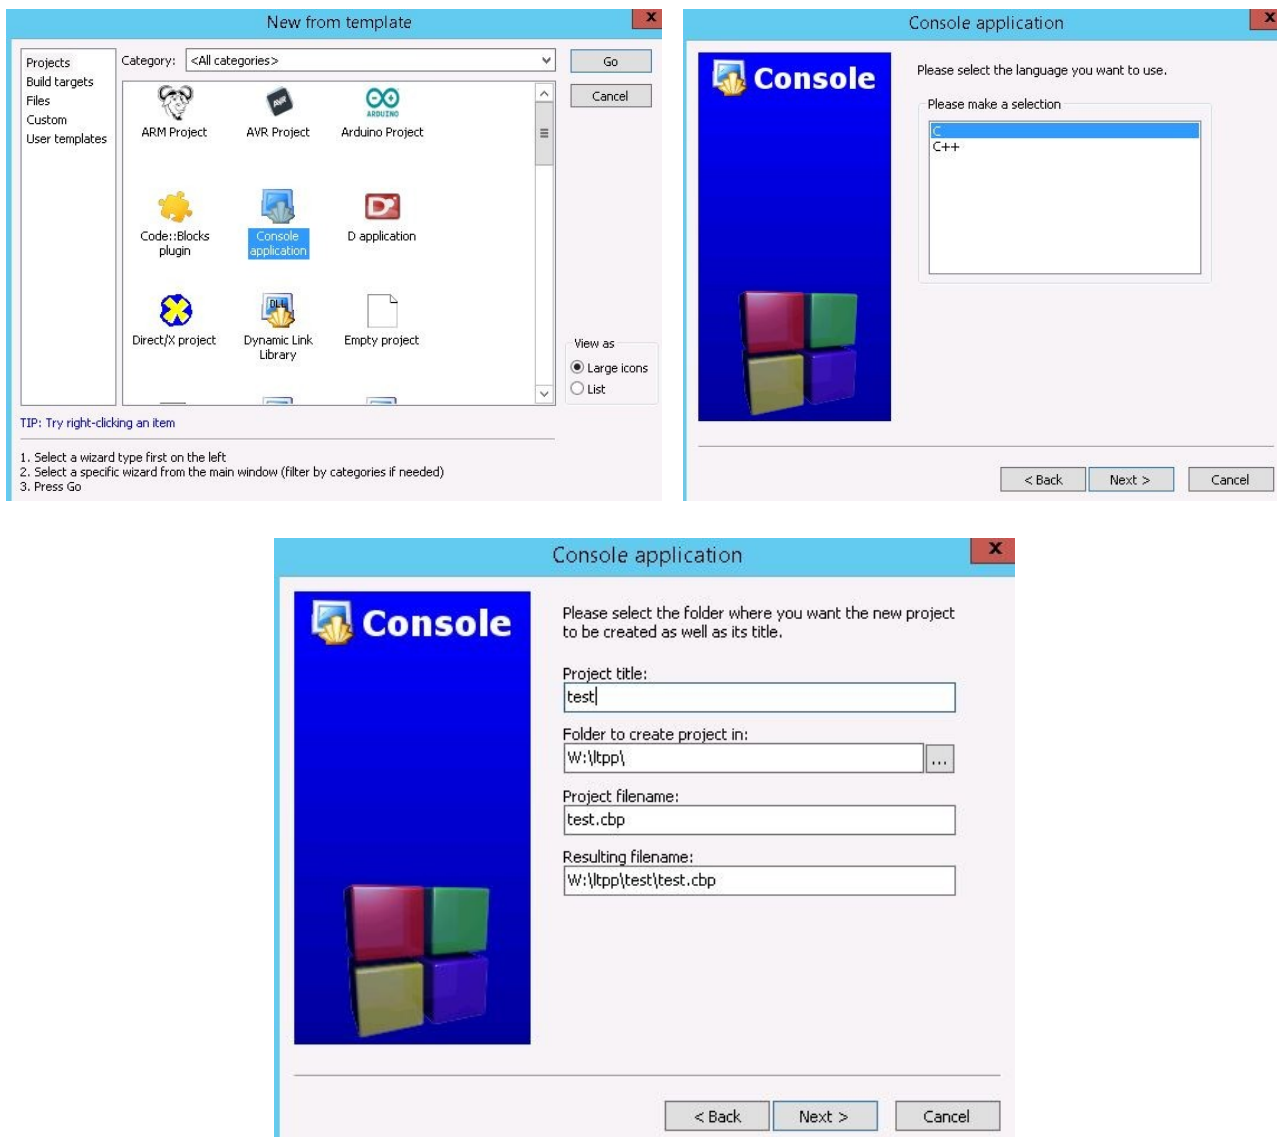 New from template
x
Projects
Build targets
Files
Custom
User templates
Category: <All categories>
Go
Cancel
ARM Project
AVR
AVR Project
ARDUINO
Arduino Project
Code::Blocks
plugin
Console
application
D
D application
Direct/X project
DLL
Dynamic Link
Library
Empty project
View as
Large icons
List
TIP: Try right-clicking an item
1. Select a wizard type first on the left
2. Select a specific wizard from the main window (filter by categories if needed)
3. Press Go
Console application
x
Console
Please select the language you want to use.
Please make a selection
C
C++
< Back
Next >
Cancel
Console application
x
Console
Please select the folder where you want the new project
to be created as well as its title.
Project title:
test
Folder to create project in:
W:\ltpp\
...
Project filename:
test.cbp
Resulting filename:
W:\ltpp\test\test.cbp
< Back
Next >
Cancel